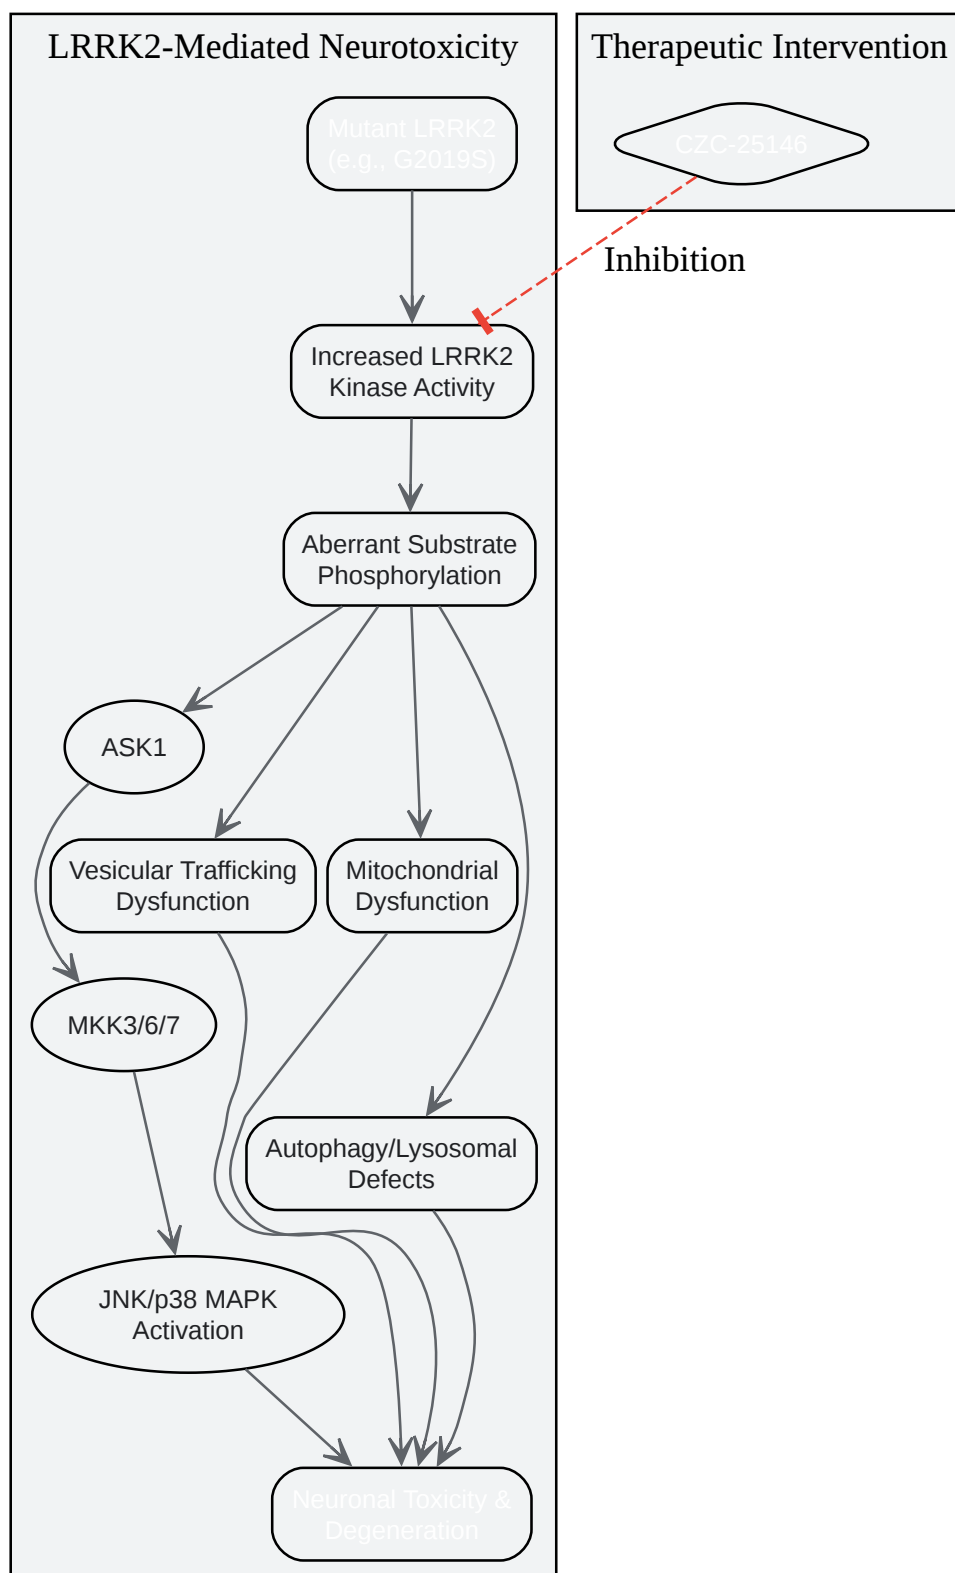 LRRK2-Mediated Neurotoxicity
Therapeutic Intervention
Mutant LRRK2
(e.g., G2019S)
CZC-25146
Inhibition
Increased LRRK2
Kinase Activity
Aberrant Substrate
Phosphorylation
ASK1
Vesicular Trafficking
Dysfunction
Mitochondrial
Dysfunction
MKK3/6/7
Autophagy/Lysosomal
Defects
JNK/p38 MAPK
Activation
Neuronal Toxicity &
Degeneration